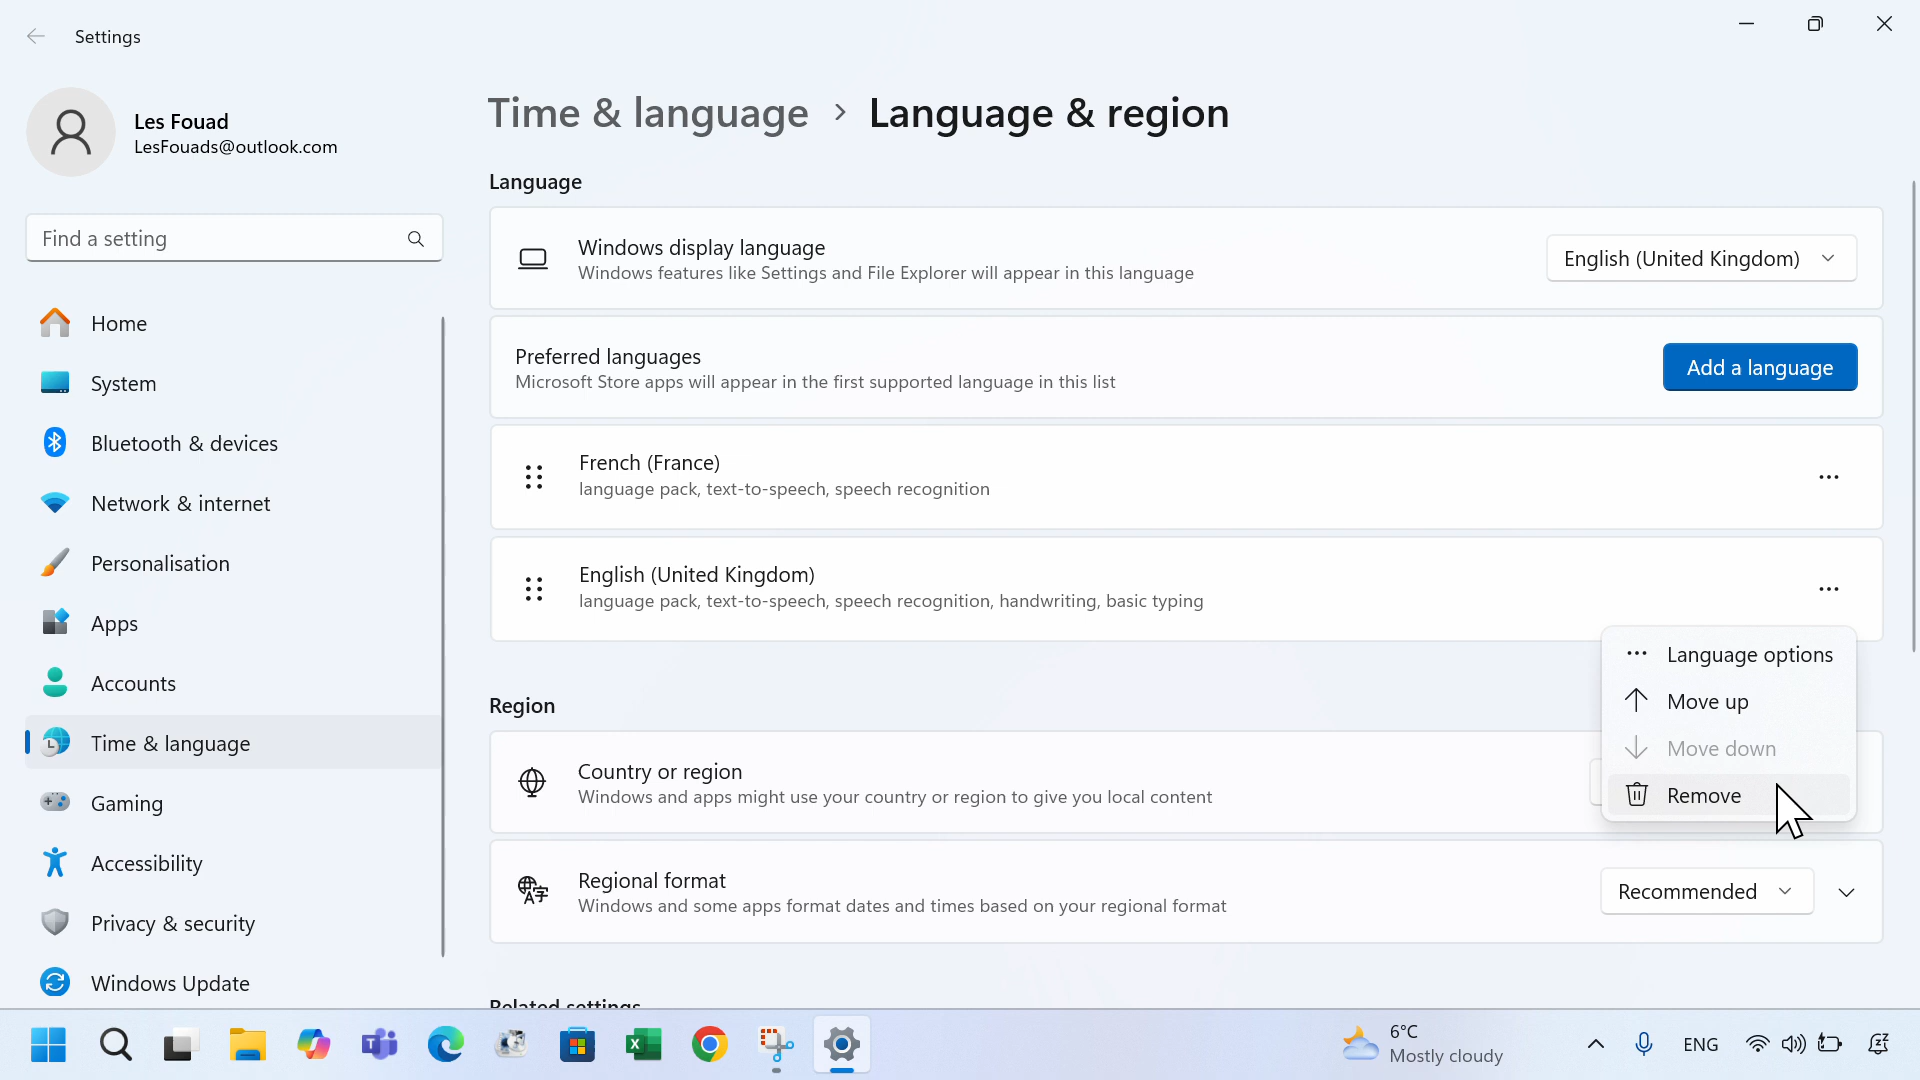 Settings
Les Fouad
LesFouads@outlook.com
Find a setting
Home
System
Bluetooth & devices
Network & internet
Personalisation
Apps
Accounts
Time & language
Gaming
Accessibility
Privacy & security
Windows Update
Time & language > Language & region
Language
Windows display language
Windows features like Settings and File Explorer will appear in this language
English (United Kingdom)
Preferred languages
Microsoft Store apps will appear in the first supported language in this list
Add a language
French (France)
language pack, text-to-speech, speech recognition
English (United Kingdom)
language pack, text-to-speech, speech recognition, handwriting, basic typing
Language options
Move up
Move down
Remove
Region
Country or region
Windows and apps might use your country or region to give you local content
Regional format
Windows and some apps format dates and times based on your regional format
Recommended
Related settings
6°C
Mostly cloudy
ENG